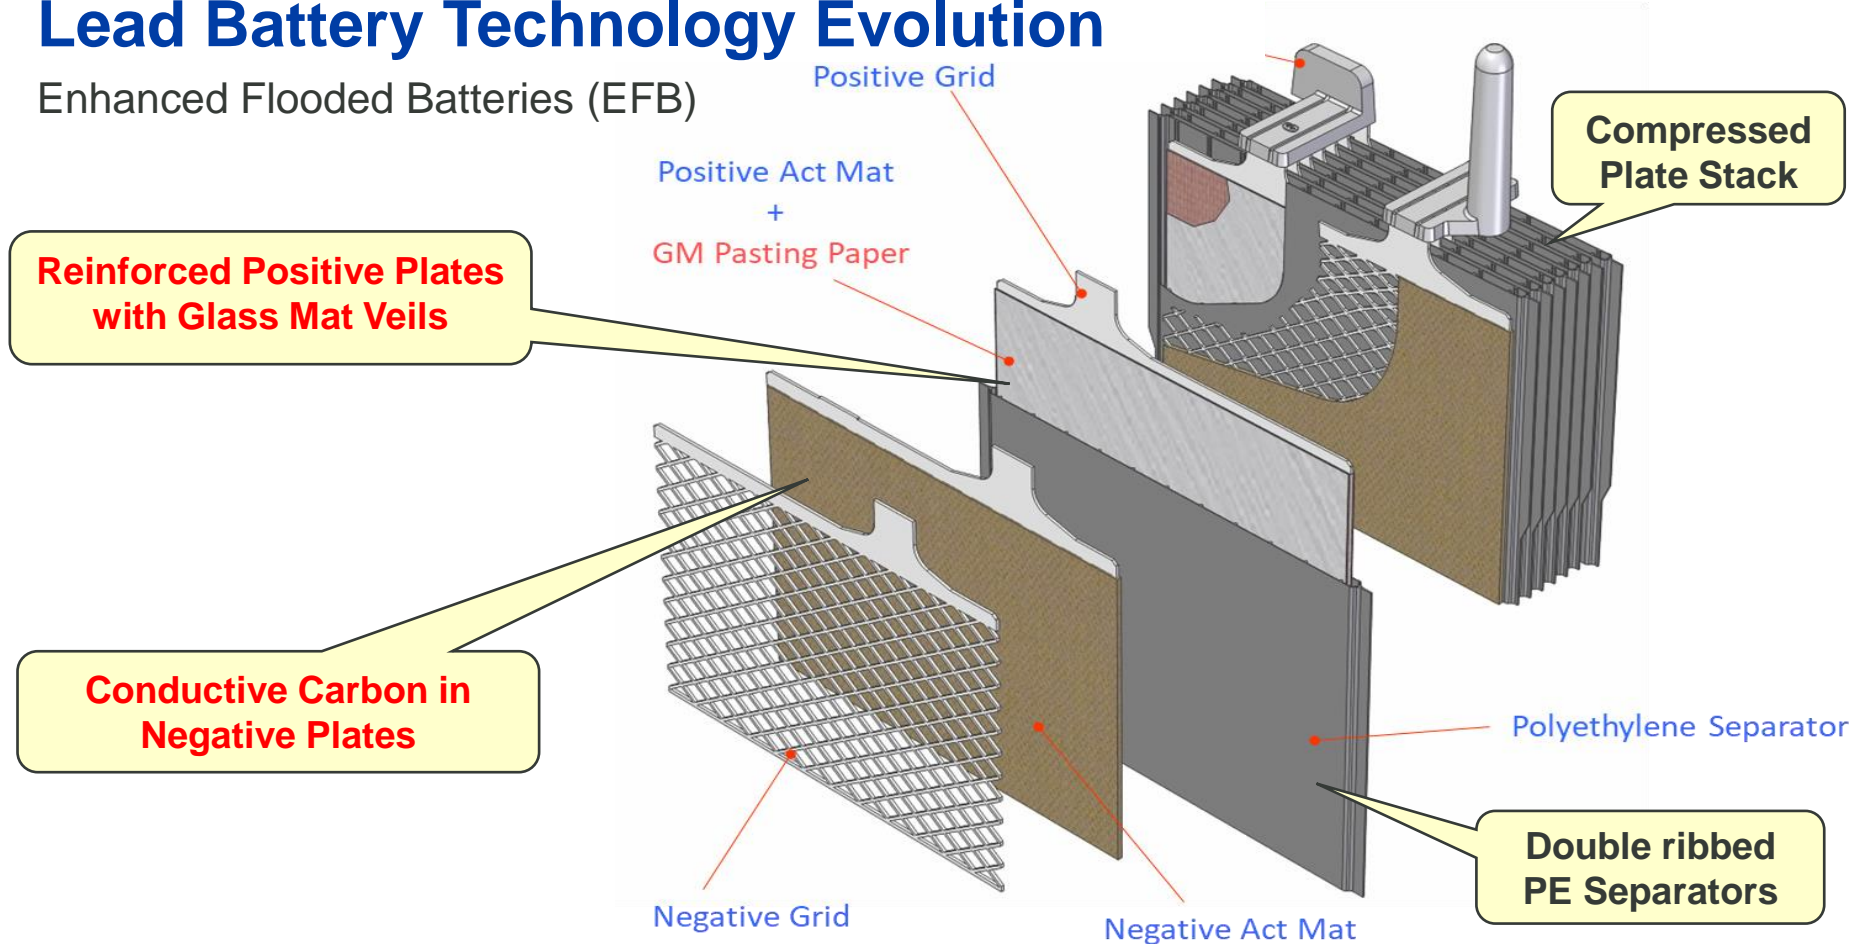 Lead Battery Technology Evolution
Enhanced Flooded Batteries (EFB)
Positive Grid
Compressed
Plate Stack
Positive Act Mat
+
GM Pasting Paper
Reinforced Positive Plates
with Glass Mat Veils
Conductive Carbon in
Negative Plates
Polyethylene Separator
Double ribbed
PE Separators
Negative Grid
Negative Act Mat